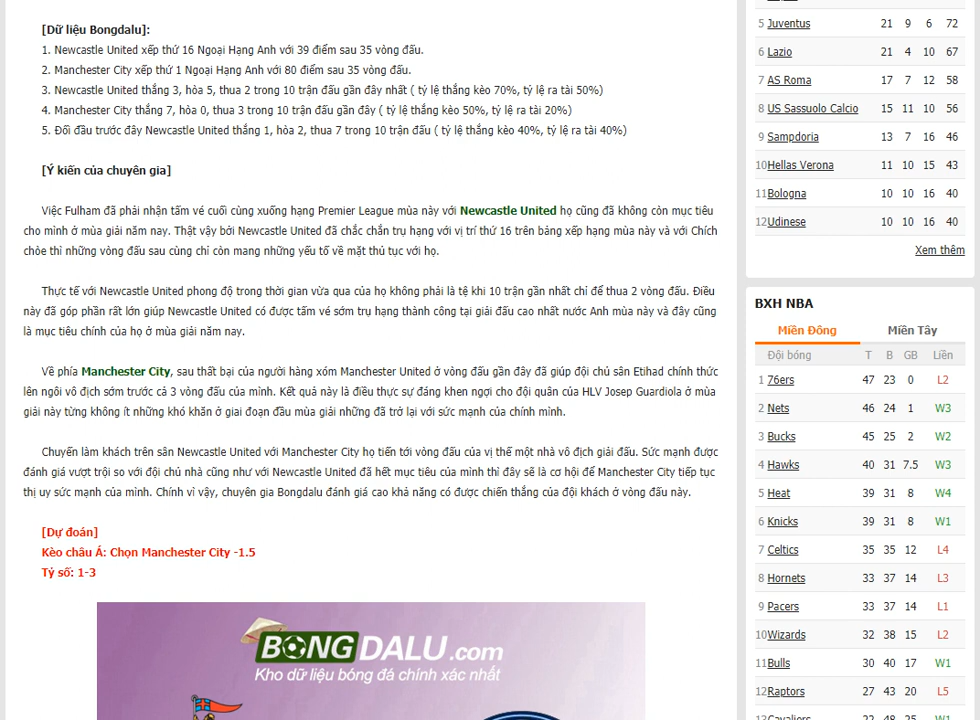 [Dữ liệu Bongdalu]:
1. Newcastle United xếp thứ 16 Ngoại Hạng Anh với 39 điểm sau 35 vòng đấu.
2. Manchester City xếp thứ 1 Ngoại Hạng Anh với 80 điểm sau 35 vòng đấu.
3. Newcastle United thắng 3, hòa 5, thua 2 trong 10 trận đấu gần đây nhất ( tỷ lệ thắng kèo 70%, tỷ lệ ra tài 50%)
4. Manchester City thắng 7, hòa 0, thua 3 trong 10 trận đấu gần đây ( tỷ lệ thắng kèo 50%, tỷ lệ ra tài 20%)
5. Đối đầu trước đây Newcastle United thắng 1, hòa 2, thua 7 trong 10 trận đấu ( tỷ lệ thắng kèo 40%, tỷ lệ ra tài 40%)
[Ý kiến của chuyên gia]
Việc Fulham đã phải nhận tấm vé cuối cùng xuống hạng Premier League mùa này với Newcastle United họ cũng đã không còn mục tiêu
cho mình ở mùa giải năm nay. Thật vậy bởi Newcastle United đã chắc chắn trụ hạng với vị trí thứ 16 trên bảng xếp hạng mùa này và với Chích
chòe thì những vòng đấu sau cùng chỉ còn mang những yếu tố về mặt thủ tục với họ.
Thực tế với Newcastle United phong độ trong thời gian vừa qua của họ không phải là tệ khi 10 trận gần nhất chỉ để thua 2 vòng đấu. Điều
này đã góp phần rất lớn giúp Newcastle United có được tấm vé sớm trụ hạng thành công tại giải đấu cao nhất nước Anh mùa này và đây cũng
là mục tiêu chính của họ ở mùa giải năm nay.
Về phía Manchester City, sau thất bại của người hàng xóm Manchester United ở vòng đấu gần đây đã giúp đội chủ sân Etihad chính thức
lên ngôi vô địch sớm trước cả 3 vòng đấu của mình. Kết quả này là điều thực sự đáng khen ngợi cho đội quân của HLV Josep Guardiola ở mùa
giải này từng không ít những khó khăn ở giai đoạn đầu mùa giải những đã trở lại với sức mạnh của chính mình.
Chuyến làm khách trên sân Newcastle United với Manchester City họ tiến tới vòng đấu của vị thế một nhà vô địch giải đấu. Sức mạnh được
đánh giá vượt trội so với đội chủ nhà cũng như với Newcastle United đã hết mục tiêu của mình thì đây sẽ là cơ hội để Manchester City tiếp tục
thị uy sức mạnh của mình. Chính vì vậy, chuyên gia Bongdalu đánh giá cao khả năng có được chiến thắng của đội khách ở vòng đấu này.
[Dự đoán]
Kèo châu Á: Chọn Manchester City -1.5
Tỷ số: 1-3
BONGDALU.com
Kho dữ liệu bóng đá chính xác nhất
5 Juventus 21 9 6 72
6 Lazio 21 4 10 67
7 AS Roma 17 7 12 58
8 US Sassuolo Calcio 15 11 10 56
9 Sampdoria 13 7 16 46
10 Hellas Verona 11 10 15 43
11 Bologna 10 10 16 40
12 Udinese 10 10 16 40
Xem thêm
BXH NBA
Miền Đông Miền Tây
Đội bóng T B GB Liền
1 76ers 47 23 0 L2
2 Nets 46 24 1 W3
3 Bucks 45 25 2 W2
4 Hawks 40 31 7.5 W3
5 Heat 39 31 8 W4
6 Knicks 39 31 8 W1
7 Celtics 35 35 12 L4
8 Hornets 33 37 14 L3
9 Pacers 33 37 14 L1
10 Wizards 32 38 15 L2
11 Bulls 30 40 17 W1
12 Raptors 27 43 20 L5
13 Cavaliers 22 48 25 W1